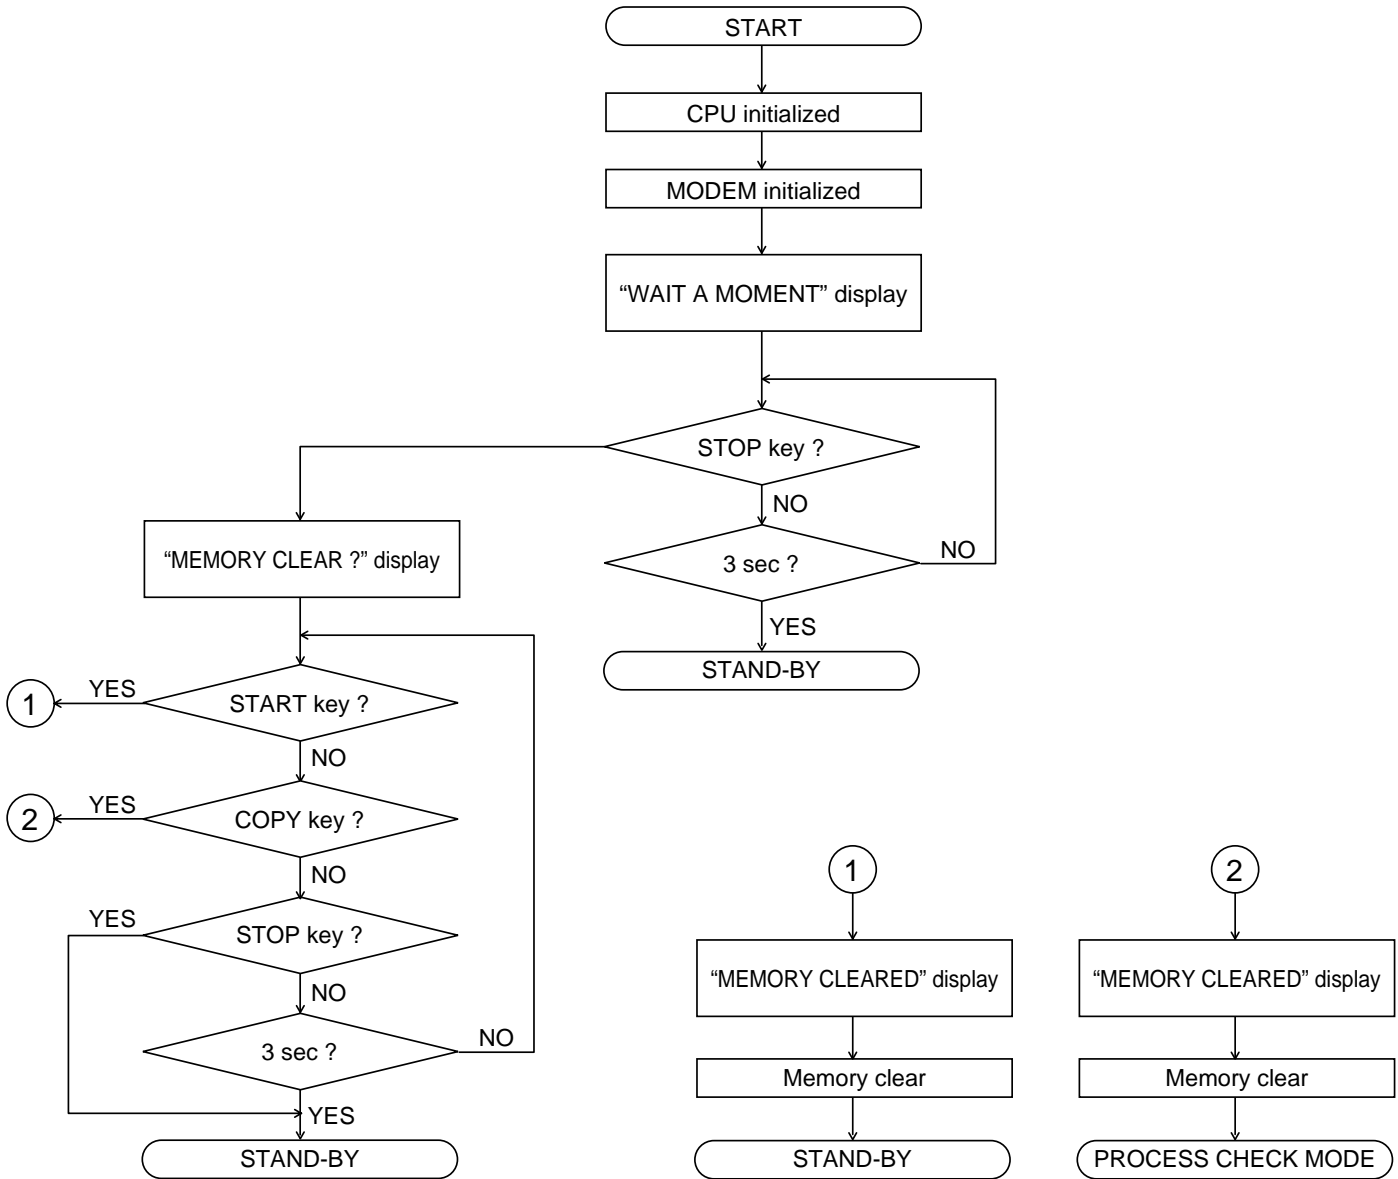 START
CPU initialized
MODEM initialized
“WAIT A MOMENT” display
STOP key ?
NO
“MEMORY CLEAR ?” display
3 sec ?
NO
YES
STAND-BY
YES
1
START key ?
NO
YES
2
COPY key ?
NO
YES
STOP key ?
NO
3 sec ?
NO
YES
STAND-BY
1
“MEMORY CLEARED” display
Memory clear
STAND-BY
2
“MEMORY CLEARED” display
Memory clear
PROCESS CHECK MODE